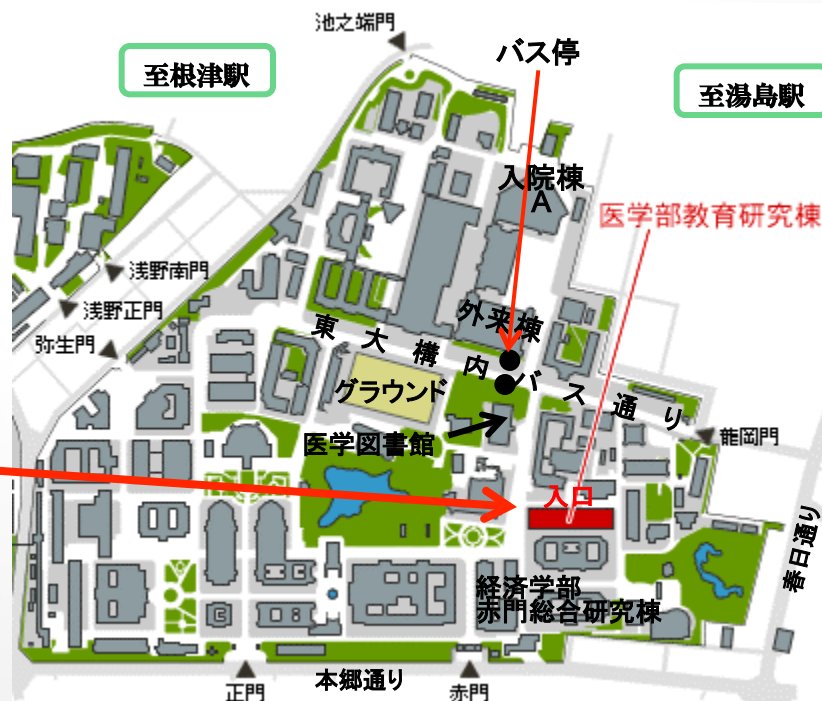 池之端門
バス停
至根津駅
至湯島駅
入院棟
A
医学部教育研究棟
浅野南門
浅野正門
弥生門
外来棟
東大構内バス通り
グラウンド
医学図書館
龍岡門
入口
春日通り
経済学部
赤門総合研究棟
本郷通り
正門
赤門